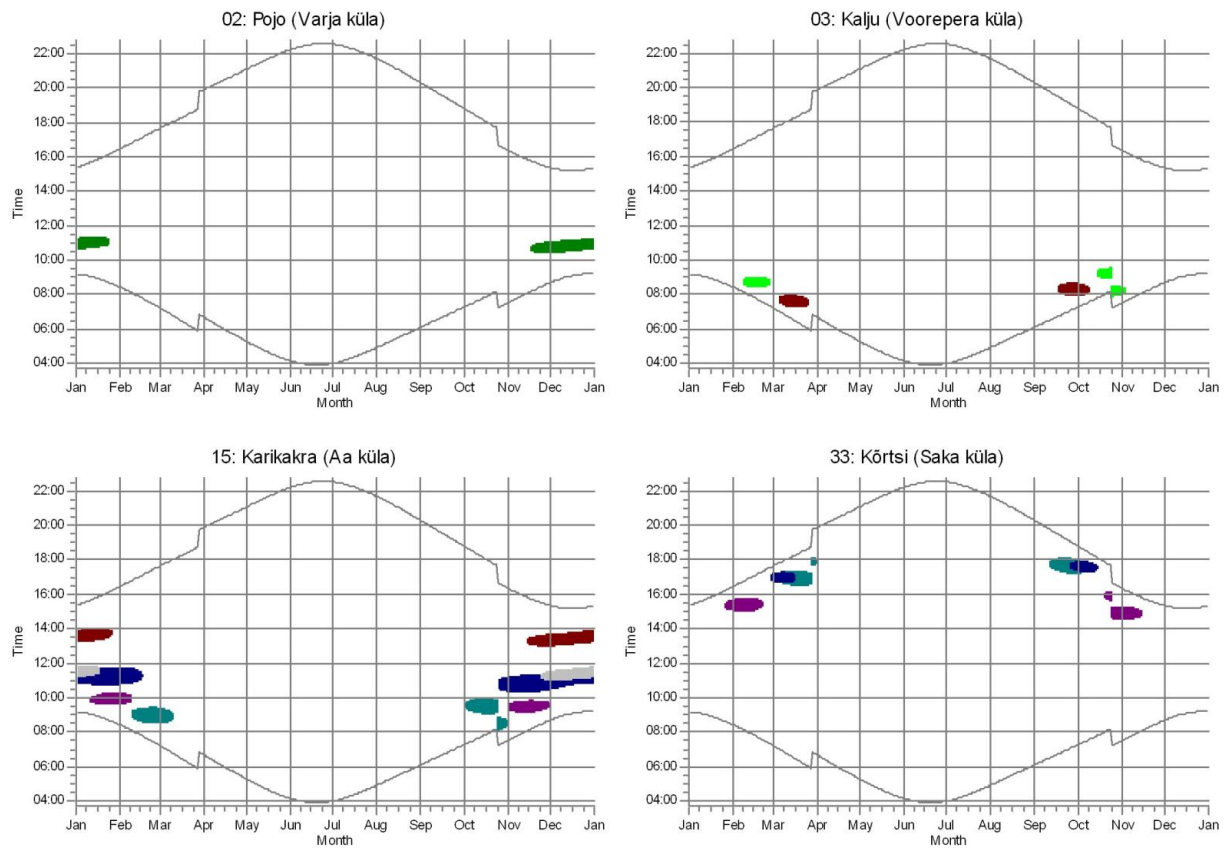 02: Pojo (Varja küla)
22:00
20:00
18:00
16:00
14:00
12:00
10:00
08:00
06:00
04:00
Time
Jan Feb Mar Apr May Jun Jul Aug Sep Oct Nov Dec Jan
Month
03: Kalju (Voorepera küla)
22:00
20:00
18:00
16:00
14:00
12:00
10:00
08:00
06:00
04:00
Time
Jan Feb Mar Apr May Jun Jul Aug Sep Oct Nov Dec Jan
Month
15: Karikakra (Aa küla)
22:00
20:00
18:00
16:00
14:00
12:00
10:00
08:00
06:00
04:00
Time
Jan Feb Mar Apr May Jun Jul Aug Sep Oct Nov Dec Jan
Month
33: Kõrtsi (Saka küla)
22:00
20:00
18:00
16:00
14:00
12:00
10:00
08:00
06:00
04:00
Time
Jan Feb Mar Apr May Jun Jul Aug Sep Oct Nov Dec Jan
Month